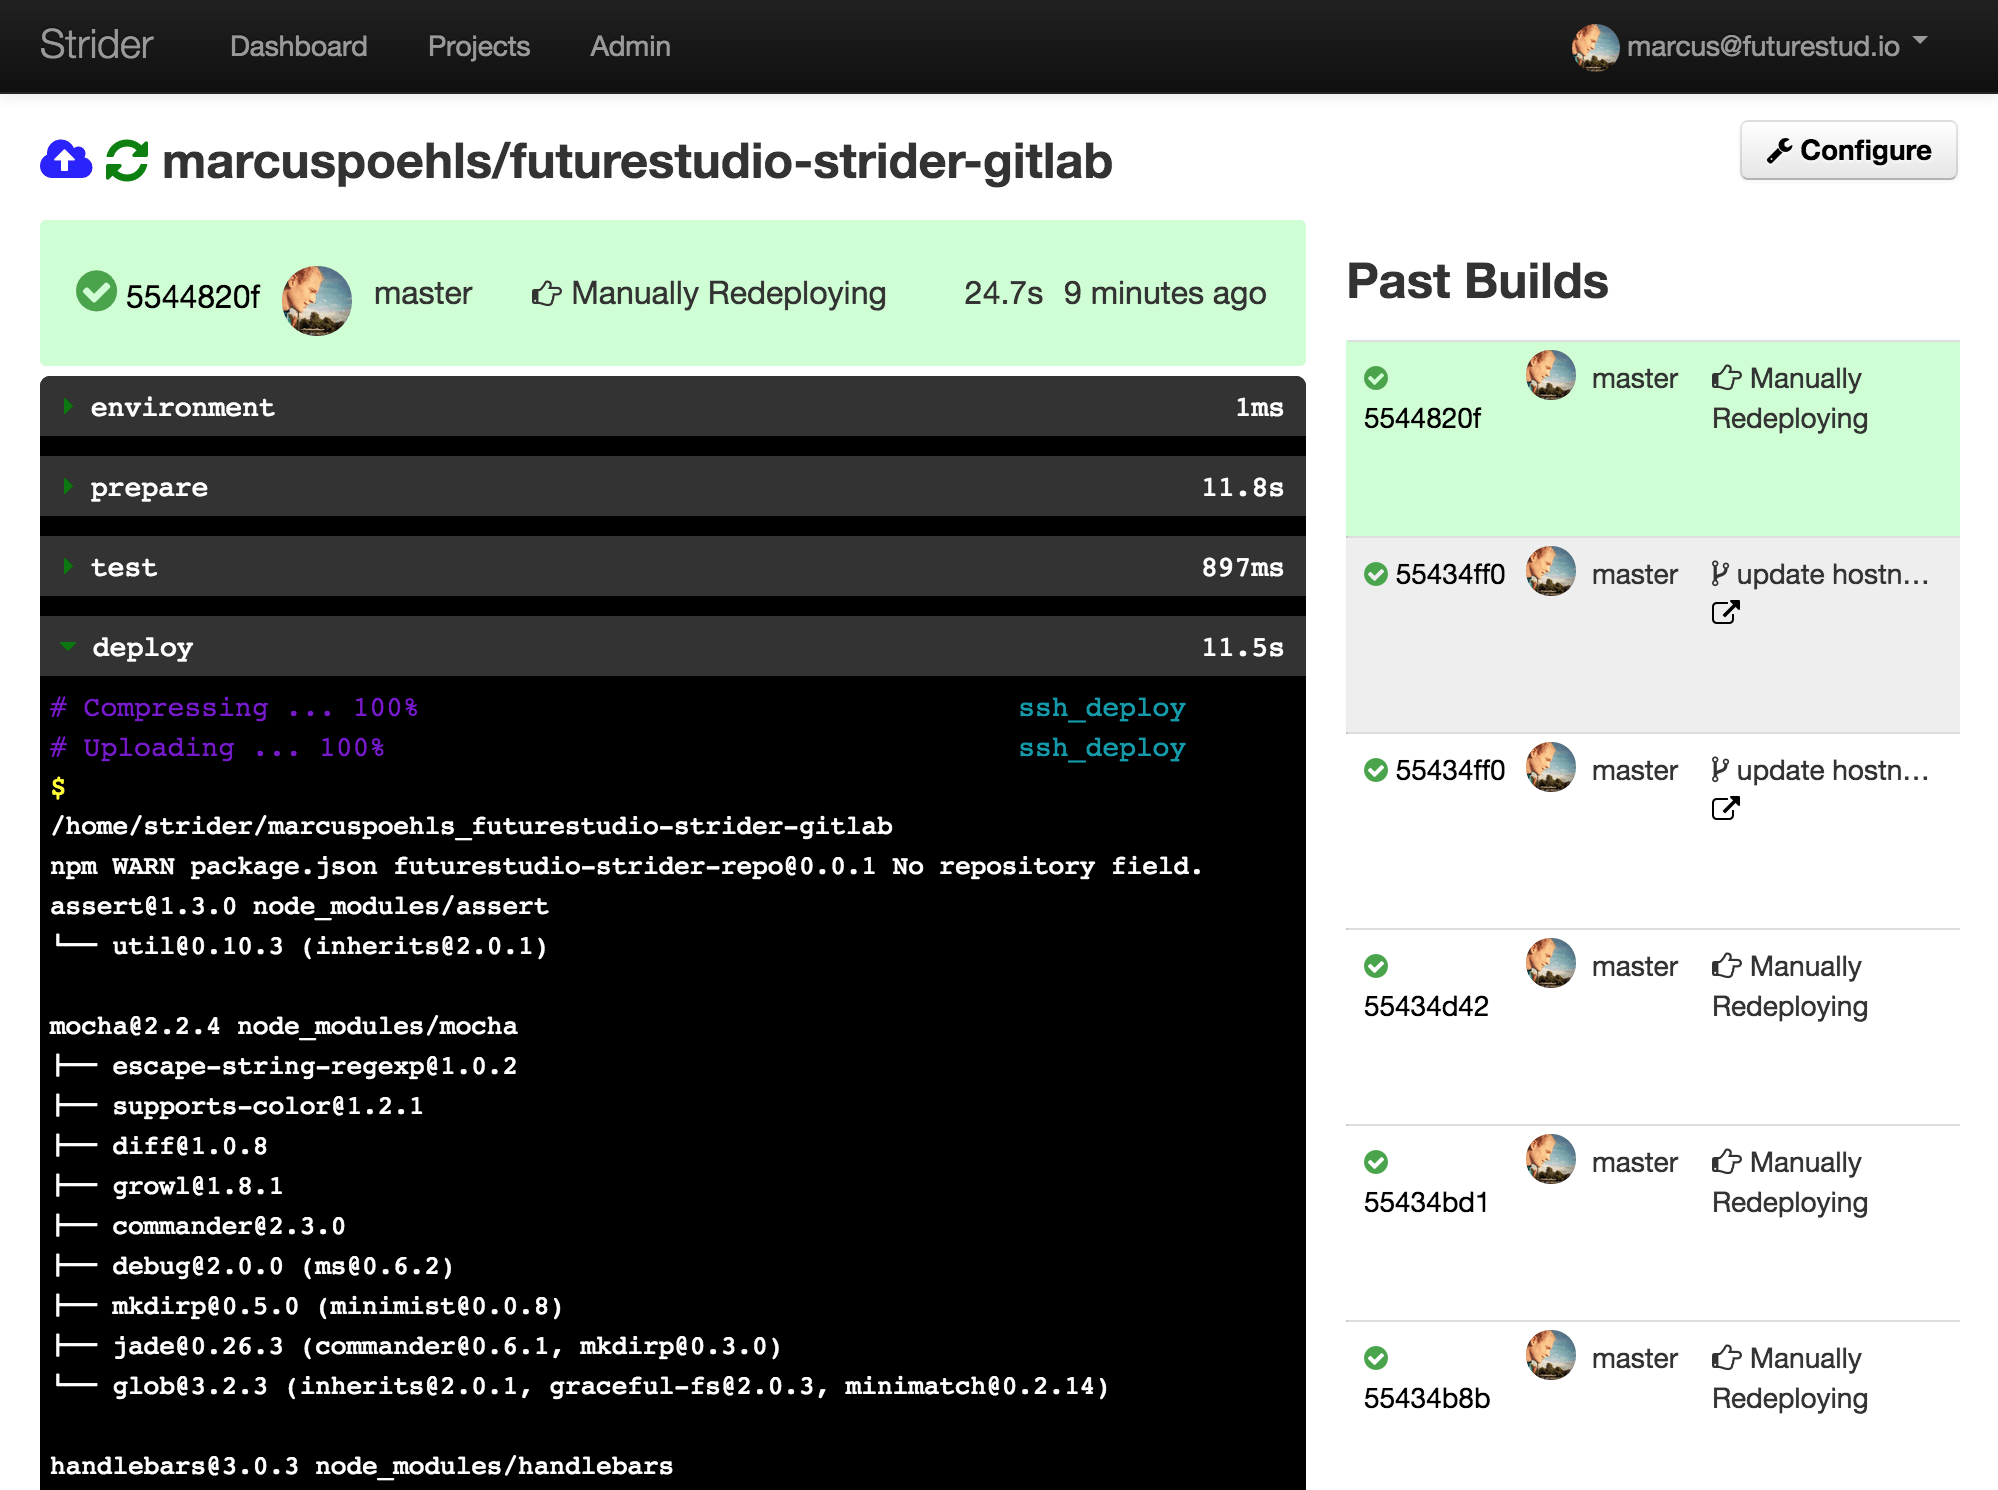 Strider Dashboard Projects Admin marcus@futurestud.io
marcuspoehls/futurestudio-strider-gitlab
Configure
5544820f master Manually Redeploying 24.7s 9 minutes ago
environment 1ms
prepare 11.8s
test 897ms
deploy 11.5s
# Compressing ... 100% ssh_deploy
# Uploading ... 100% ssh_deploy
$
/home/strider/marcuspoehls_futurestudio-strider-gitlab
npm WARN package.json futurestudio-strider-repo@0.0.1 No repository field.
assert@1.3.0 node_modules/assert
└── util@0.10.3 (inherits@2.0.1)
mocha@2.2.4 node_modules/mocha
├── escape-string-regexp@1.0.2
├── supports-color@1.2.1
├── diff@1.0.8
├── growl@1.8.1
├── commander@2.3.0
├── debug@2.0.0 (ms@0.6.2)
├── mkdirp@0.5.0 (minimist@0.0.8)
├── jade@0.26.3 (commander@0.6.1, mkdirp@0.3.0)
└── glob@3.2.3 (inherits@2.0.1, graceful-fs@2.0.3, minimatch@0.2.14)
handlebars@3.0.3 node_modules/handlebars
Past Builds
master Manually
5544820f Redeploying
55434ff0 master update hostn...
55434ff0 master update hostn...
master Manually
55434d42 Redeploying
master Manually
55434bd1 Redeploying
master Manually
55434b8b Redeploying